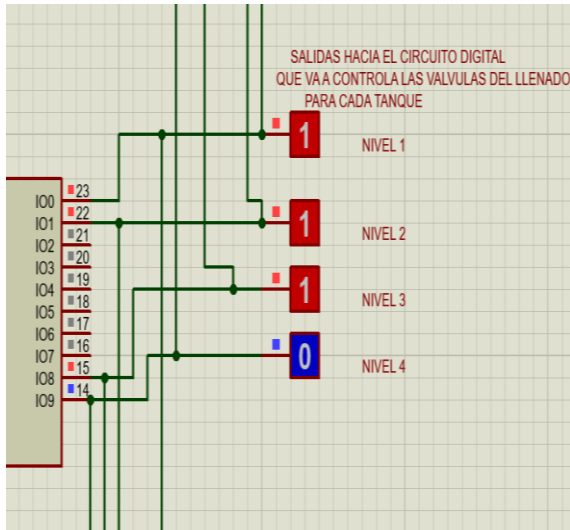 SALIDAS HACIA EL CIRCUITO DIGITAL
QUE VA A CONTROLA LAS VALVULAS DEL LLENADO
PARA CADA TANQUE
1
NIVEL 1
1
NIVEL 2
1
NIVEL 3
0
NIVEL 4
IO0 23
IO1 22
IO2 21
IO3 20
IO4 19
IO5 18
IO6 17
IO7 16
IO8 15
IO9 14